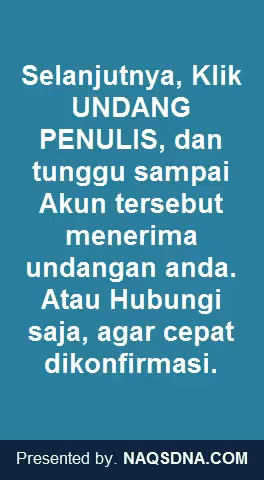 Selanjutnya, Klik
UNDANG
PENULIS, dan
tunggu sampai
Akun tersebut
menerima
undangan anda.
Atau Hubungi
saja, agar cepat
dikonfirmasi.
Presented by. NAQSDNA.COM